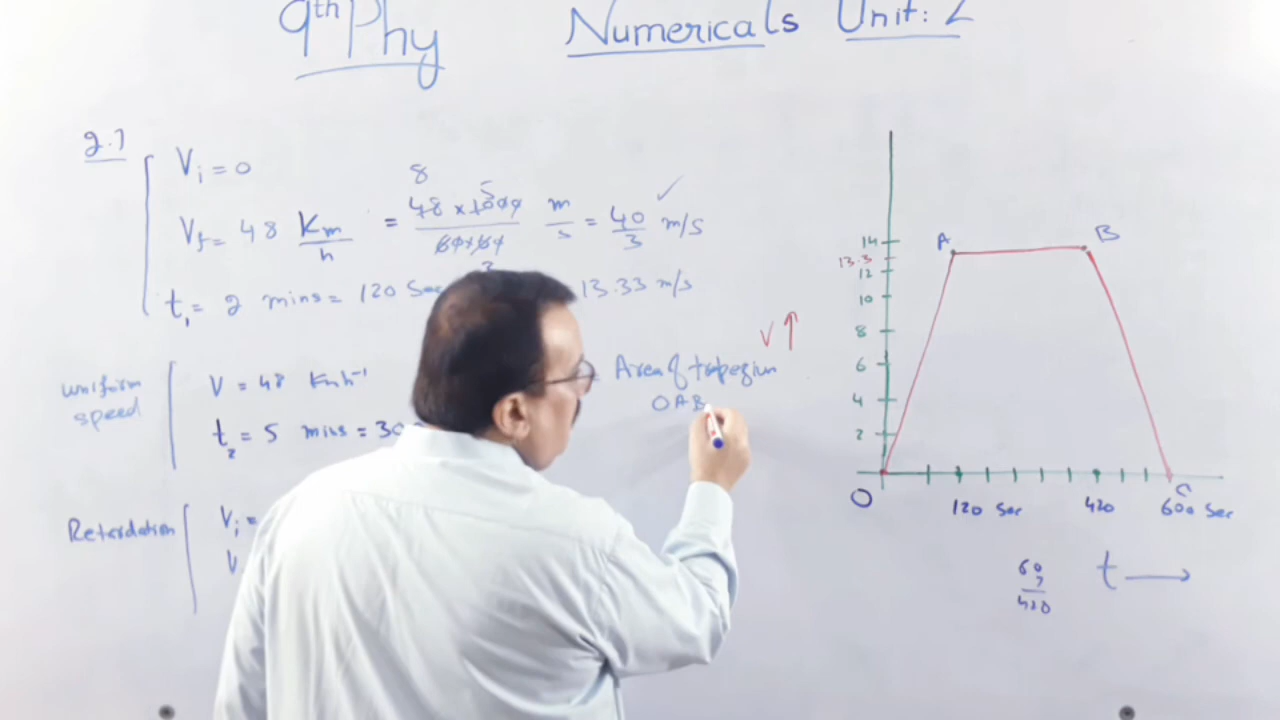 9th Phy Numericals Unit: 2
2.7
Vi = 0
8
5
Vf = 48 Km/h = 48 × 1000 / 60 × 60 m/s = 40/3 m/s ✓
3
t1 = 2 mins = 120 Sec
13.33 m/s
uniform speed
V = 48 Kmh⁻¹
t2 = 5 mins = 30
Retardation
Vi =
V
Area of trapezium
OAB
V ↑
14
13.3
12
10
8
6
4
2
A B
O 120 sec 420 600 sec
C
60
7
420
t →